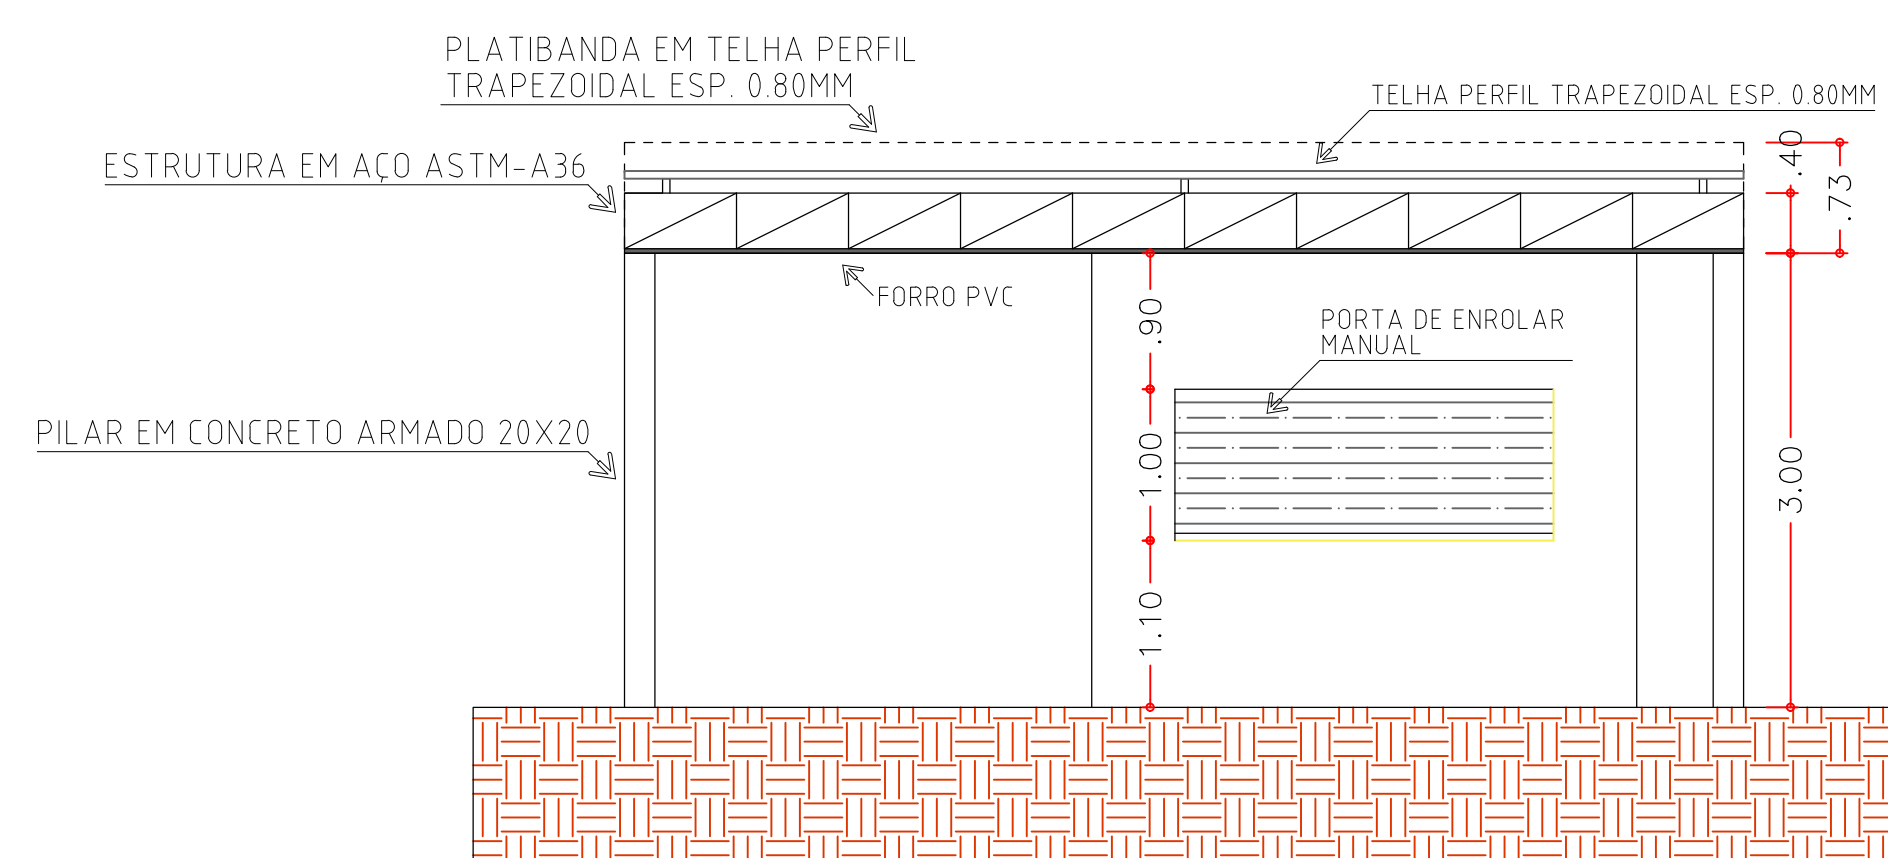 PLATIBANDA EM TELHA PERFIL
TRAPEZOIDAL ESP. 0.80MM
TELHA PERFIL TRAPEZOIDAL ESP. 0.80MM
ESTRUTURA EM AÇO ASTM-A36
.40
.73
FORRO PVC
.90
PORTA DE ENROLAR
MANUAL
PILAR EM CONCRETO ARMADO 20X20
1.00
3.00
1.10